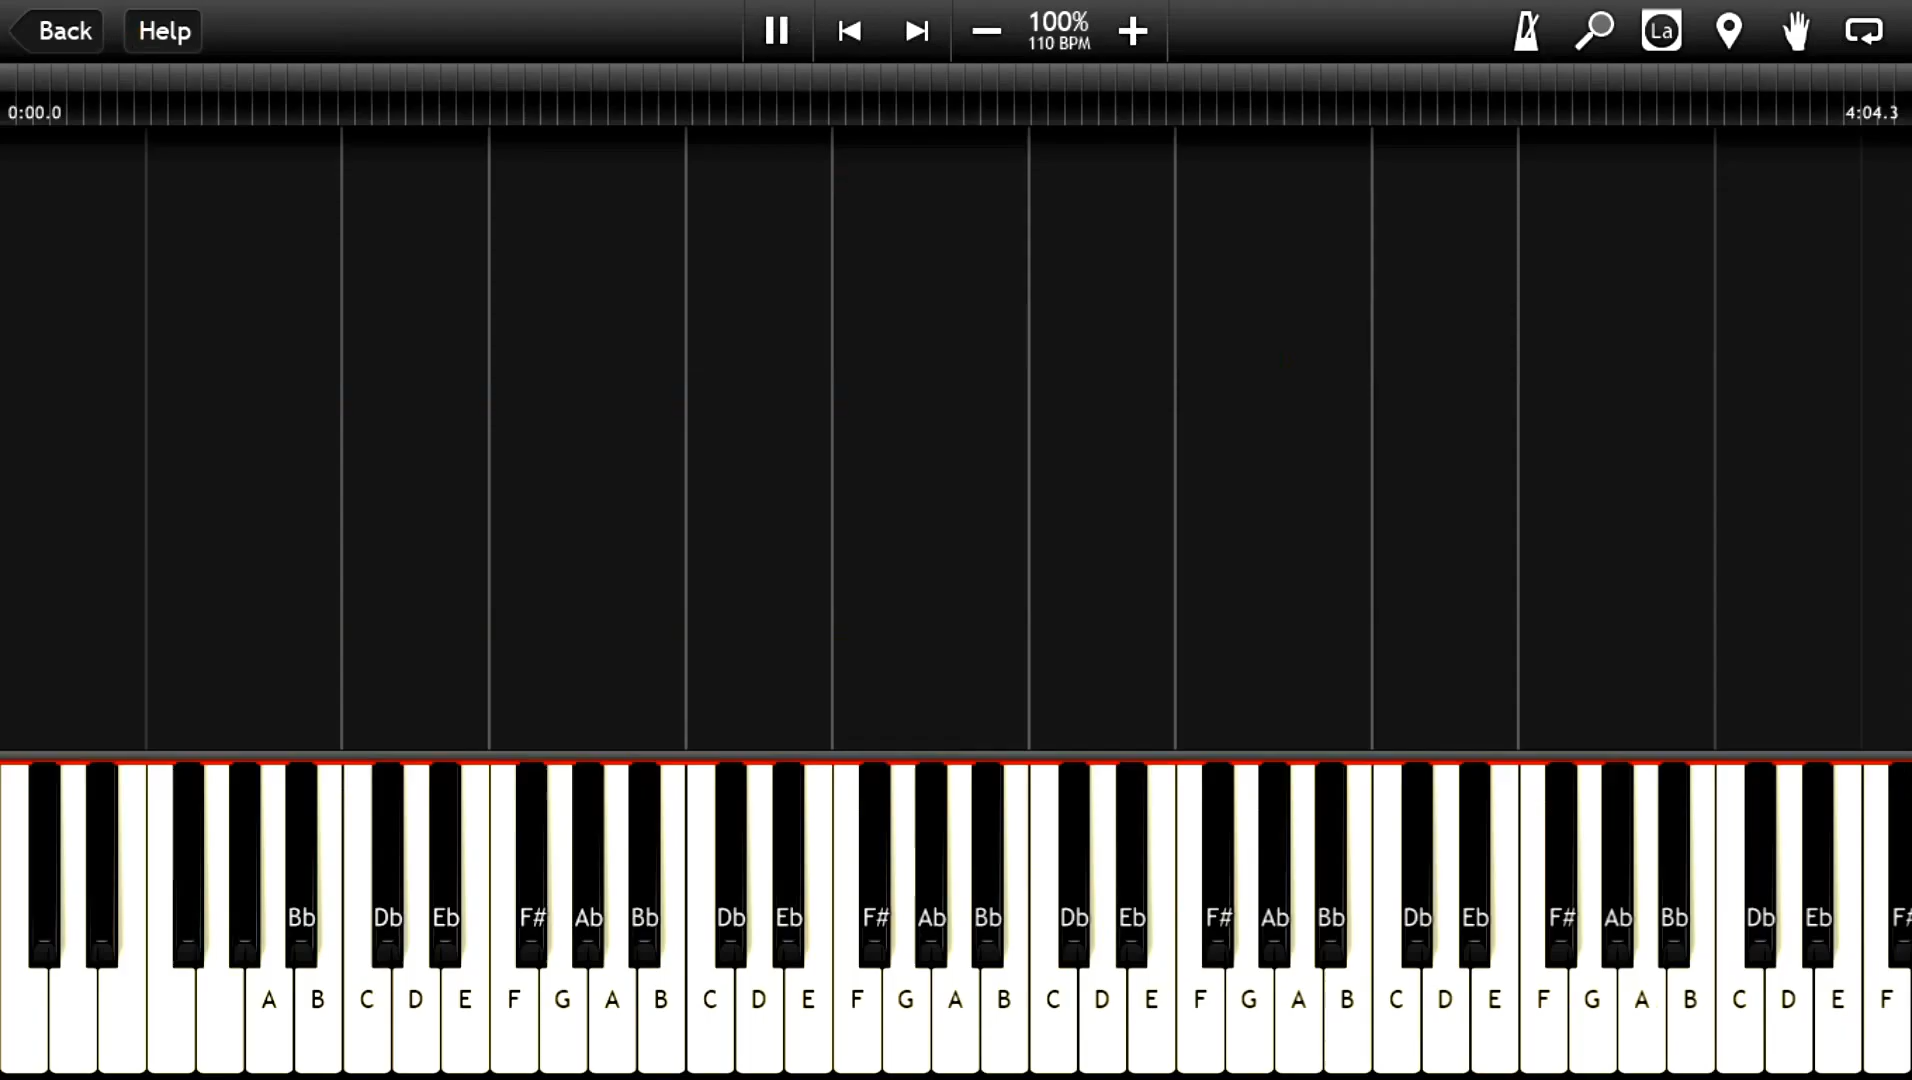 Back Help 100% La
110 BPM
0:00.0 4:04.3
Bb Db Eb F# Ab Bb Db Eb F# Ab Bb Db Eb F# Ab Bb Db Eb F# Ab Bb Db Eb F#
A B C D E F G A B C D E F G A B C D E F G A B C D E F G A B C D E F